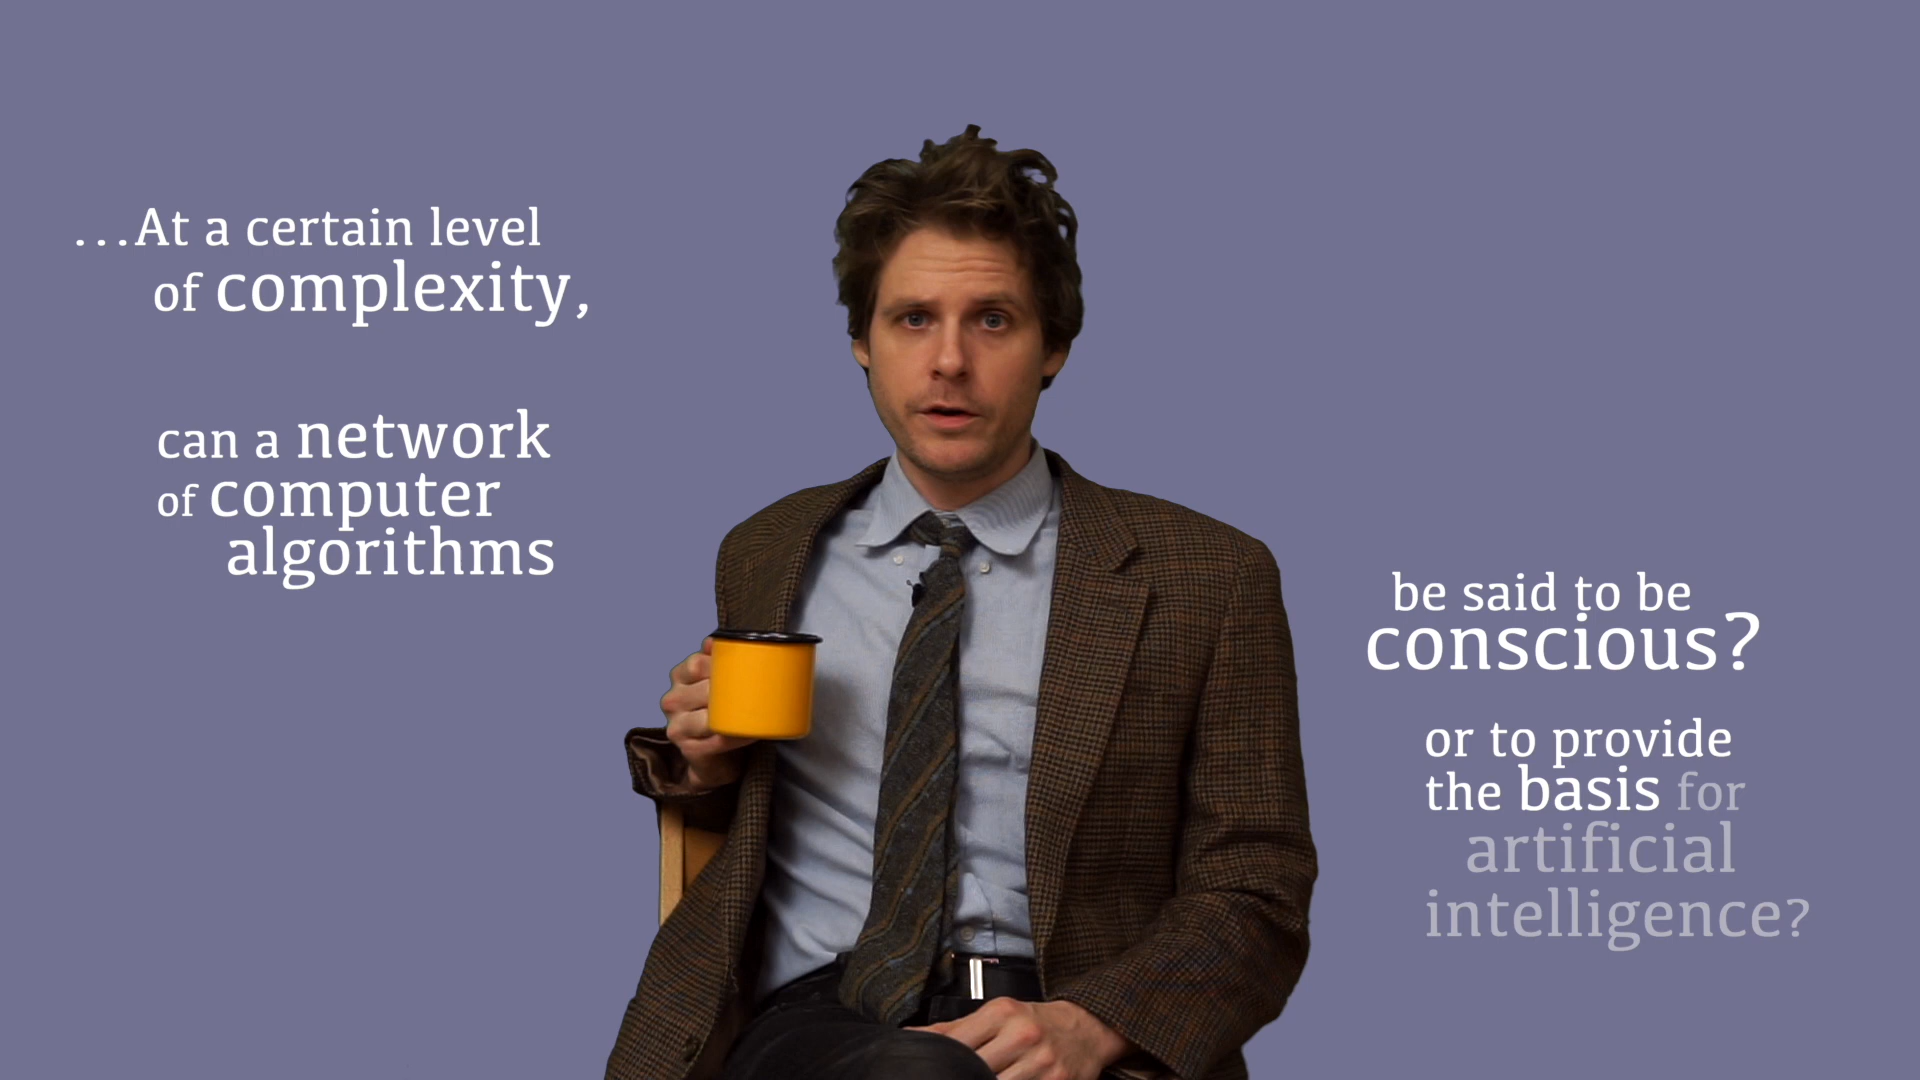 ...At a certain level
of complexity,
can a network
of computer
algorithms
be said to be
conscious?
or to provide
the basis for
artificial
intelligence?